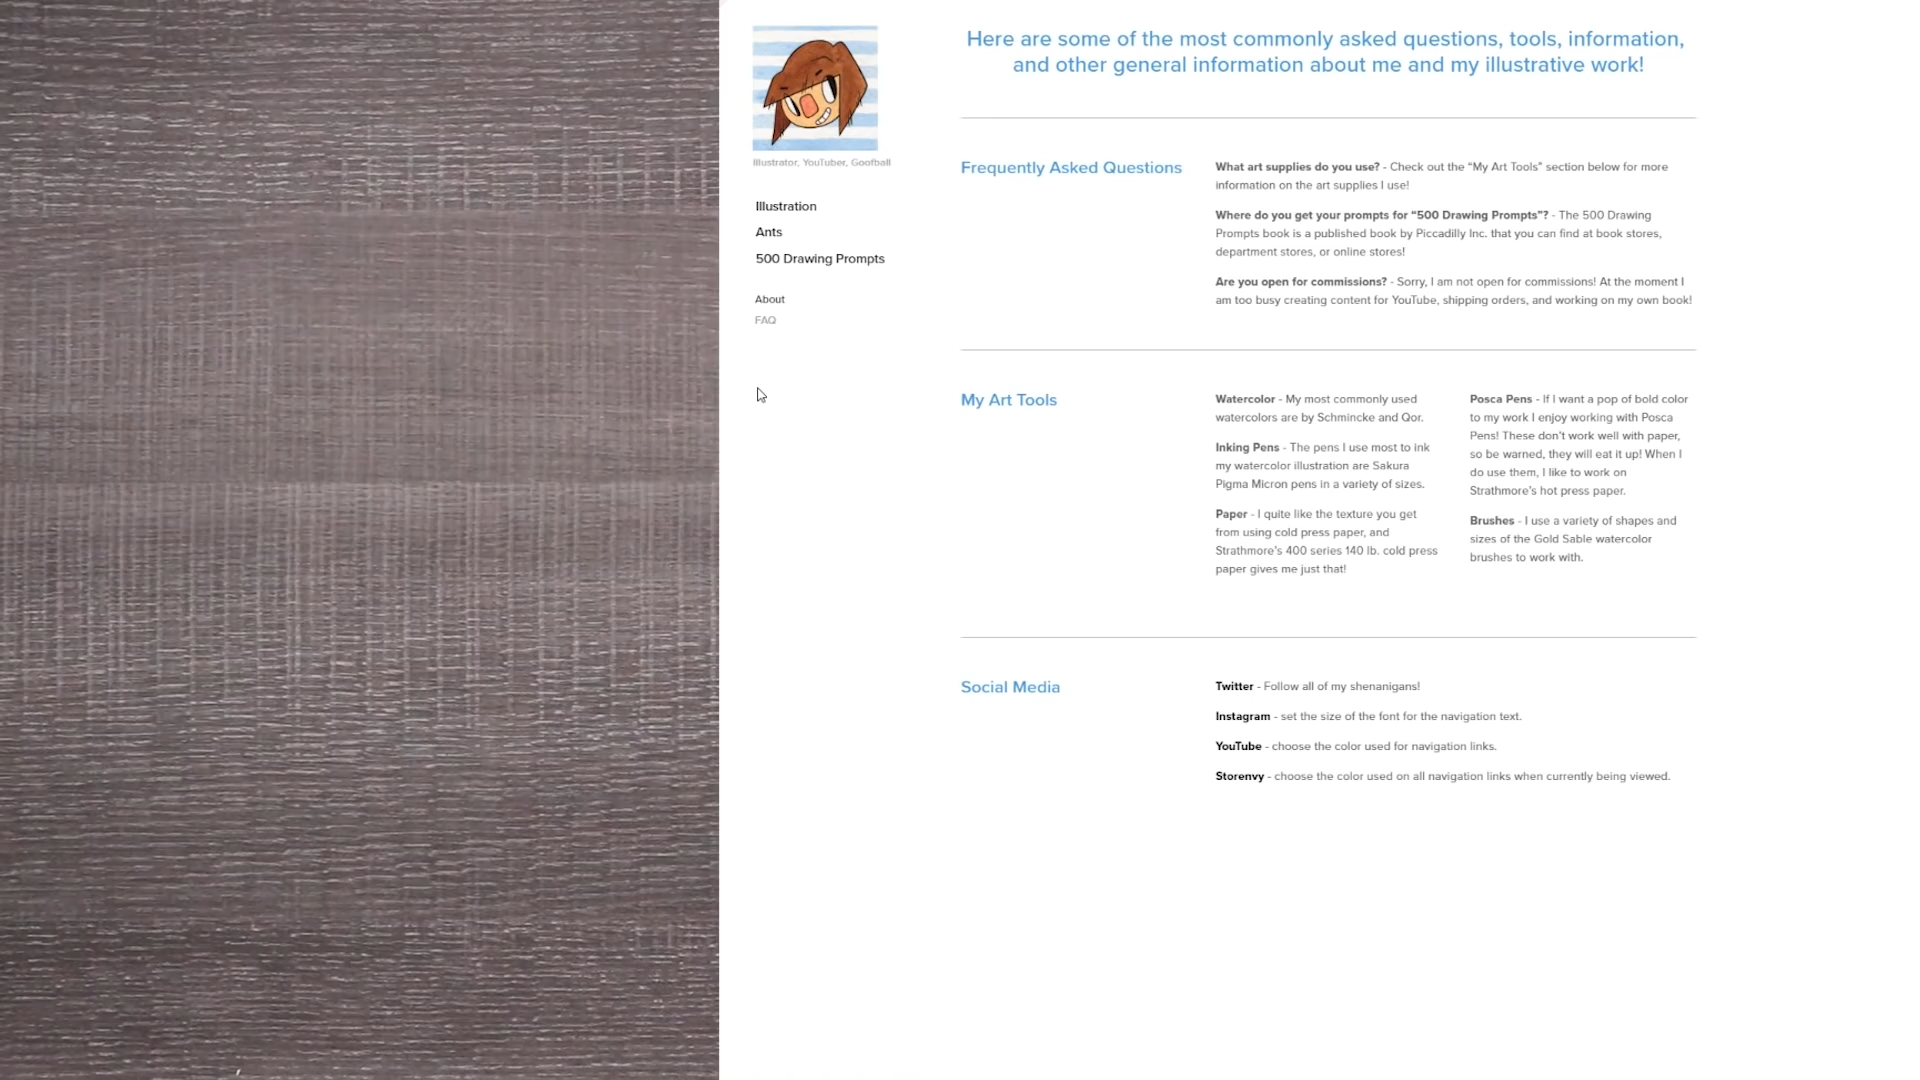 Here are some of the most commonly asked questions, tools, information,
and other general information about me and my illustrative work!
Illustrator, YouTuber, Goofball
Illustration
Ants
500 Drawing Prompts
About
FAQ
Frequently Asked Questions
What art supplies do you use? - Check out the “My Art Tools” section below for more
information on the art supplies I use!
Where do you get your prompts for “500 Drawing Prompts”? - The 500 Drawing
Prompts book is a published book by Piccadilly Inc. that you can find at book stores,
department stores, or online stores!
Are you open for commissions? - Sorry, I am not open for commissions! At the moment I
am too busy creating content for YouTube, shipping orders, and working on my own book!
My Art Tools
Watercolor - My most commonly used
watercolors are by Schmincke and Qor.
Inking Pens - The pens I use most to ink
my watercolor illustration are Sakura
Pigma Micron pens in a variety of sizes.
Paper - I quite like the texture you get
from using cold press paper, and
Strathmore's 400 series 140 lb. cold press
paper gives me just that!
Posca Pens - If I want a pop of bold color
to my work I enjoy working with Posca
Pens! These don't work well with paper,
so be warned, they will eat it up! When I
do use them, I like to work on
Strathmore's hot press paper.
Brushes - I use a variety of shapes and
sizes of the Gold Sable watercolor
brushes to work with.
Social Media
Twitter - Follow all of my shenanigans!
Instagram - set the size of the font for the navigation text.
YouTube - choose the color used for navigation links.
Storenvy - choose the color used on all navigation links when currently being viewed.